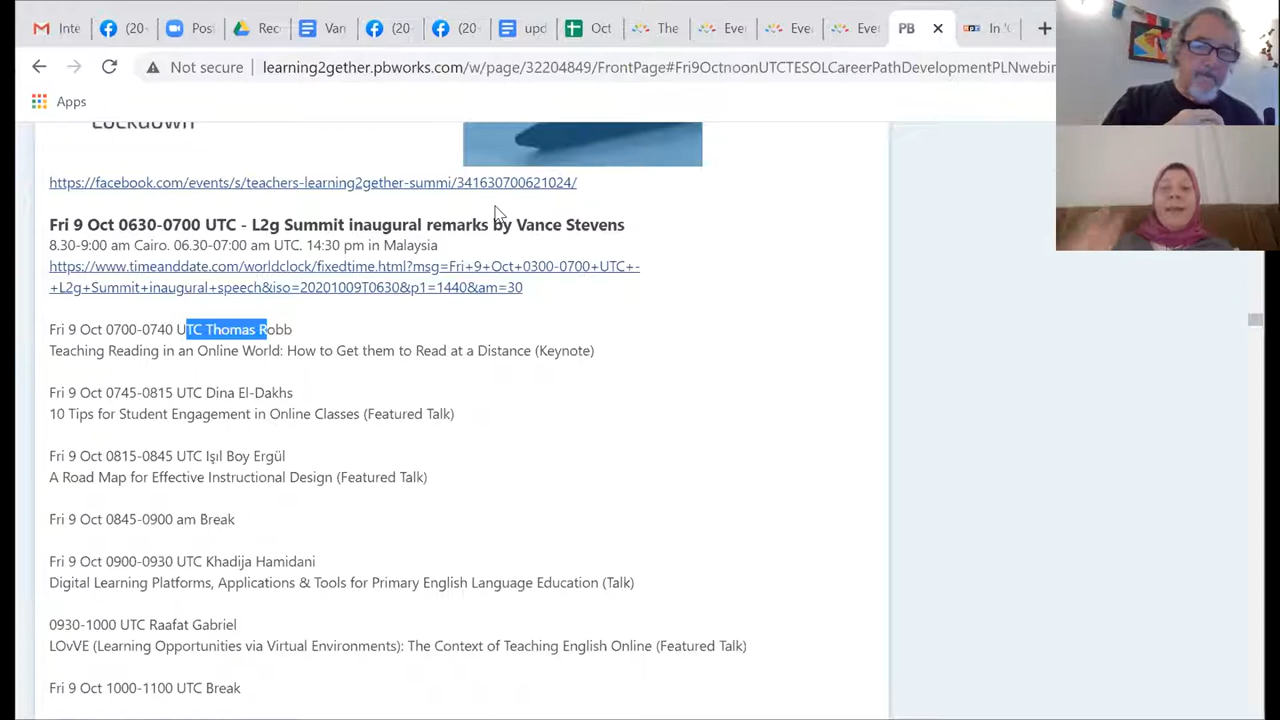 Inte
(20
Pos
Rec
Van
(20
(20
upd
Oct
The
Eve
Eve
Eve
PB
In '
Not secure
learning2gether.pbworks.com/w/page/32204849/FrontPage#Fri9OctnoonUTCTESOLCareerPathDevelopmentPLNwebin
Apps
Lockdown
https://facebook.com/events/s/teachers-learning2gether-summi/341630700621024/
Fri 9 Oct 0630-0700 UTC - L2g Summit inaugural remarks by Vance Stevens
8.30-9:00 am Cairo. 06.30-07:00 am UTC. 14:30 pm in Malaysia
https://www.timeanddate.com/worldclock/fixedtime.html?msg=Fri+9+Oct+0300-0700+UTC+-
+L2g+Summit+inaugural+speech&iso=20201009T0630&p1=1440&am=30
Fri 9 Oct 0700-0740 UTC Thomas Robb
Teaching Reading in an Online World: How to Get them to Read at a Distance (Keynote)
Fri 9 Oct 0745-0815 UTC Dina El-Dakhs
10 Tips for Student Engagement in Online Classes (Featured Talk)
Fri 9 Oct 0815-0845 UTC Işıl Boy Ergül
A Road Map for Effective Instructional Design (Featured Talk)
Fri 9 Oct 0845-0900 am Break
Fri 9 Oct 0900-0930 UTC Khadija Hamidani
Digital Learning Platforms, Applications & Tools for Primary English Language Education (Talk)
0930-1000 UTC Raafat Gabriel
LOvVE (Learning Opportunities via Virtual Environments): The Context of Teaching English Online (Featured Talk)
Fri 9 Oct 1000-1100 UTC Break